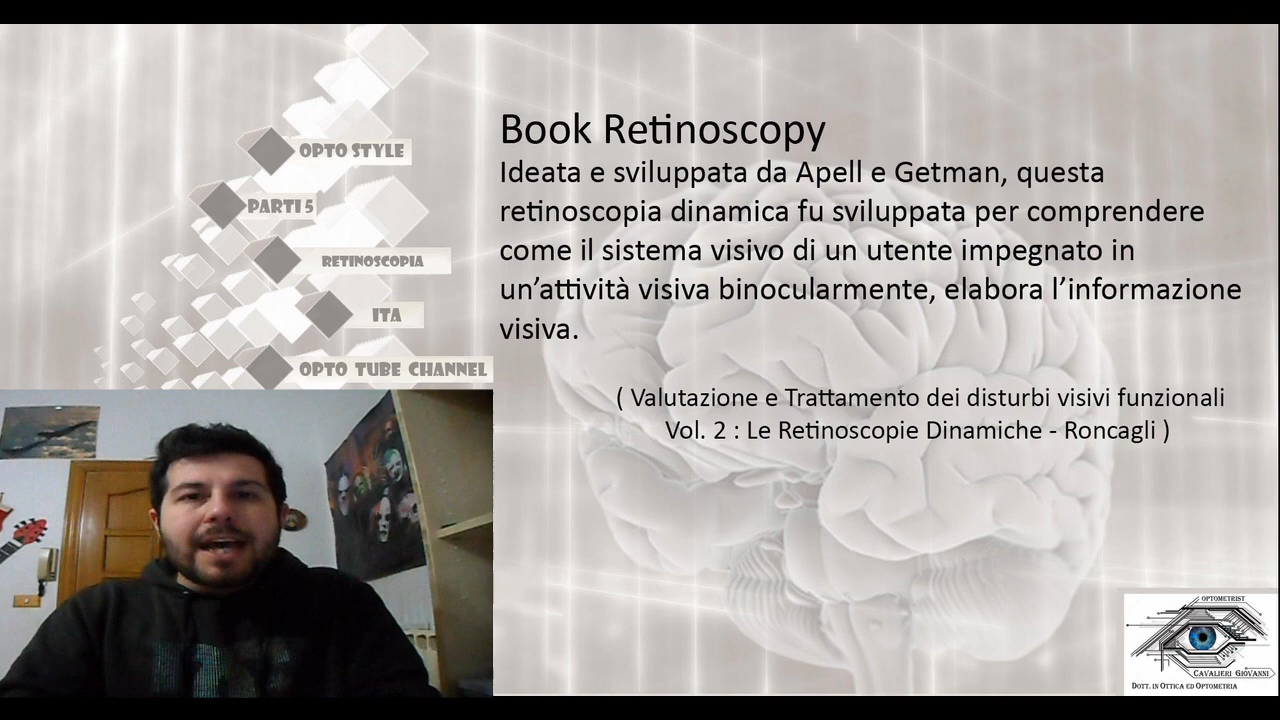 OPTO STYLE
PARTI 5
RETINOSCOPIA
ITA
OPTO TUBE CHANNEL
Book Retinoscopy
Ideata e sviluppata da Apell e Getman, questa
retinoscopia dinamica fu sviluppata per comprendere
come il sistema visivo di un utente impegnato in
un’attività visiva binocularmente, elabora l’informazione
visiva.
( Valutazione e Trattamento dei disturbi visivi funzionali
Vol. 2 : Le Retinoscopie Dinamiche - Roncagli )
OPTOMETRIST
CAVALIERI GIOVANNI
DOTT. IN OTTICA ED OPTOMETRIA